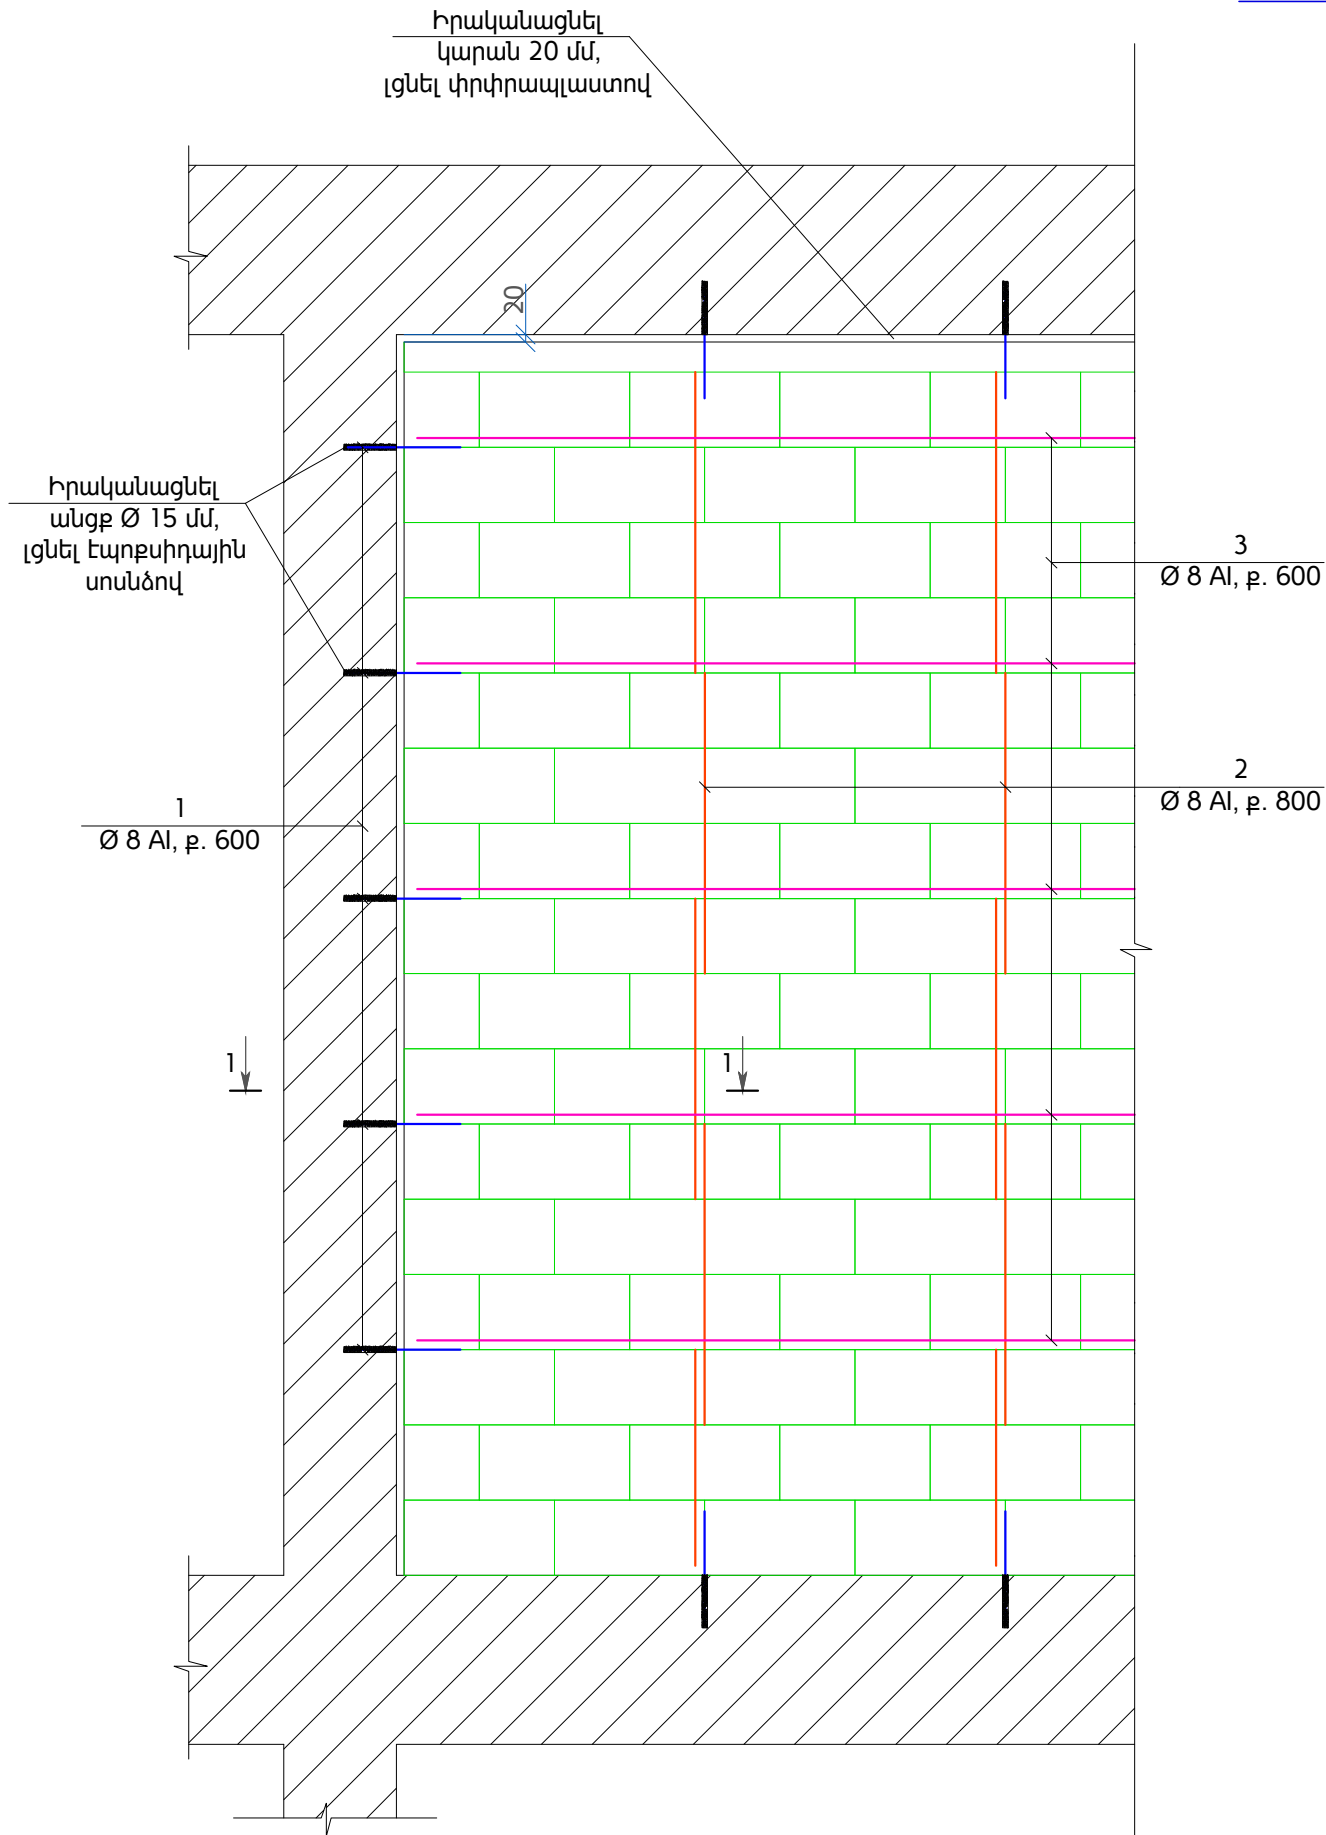 Իրականացնել
կարան 20 մմ,
լցնել փրփրապլաստով
20
Իրականացնել
անցք Ø 15 մմ,
լցնել էպոքսիդային
սոսնձով
3
Ø 8 AI, ք. 600
2
Ø 8 AI, ք. 800
1
Ø 8 AI, ք. 600
1
1